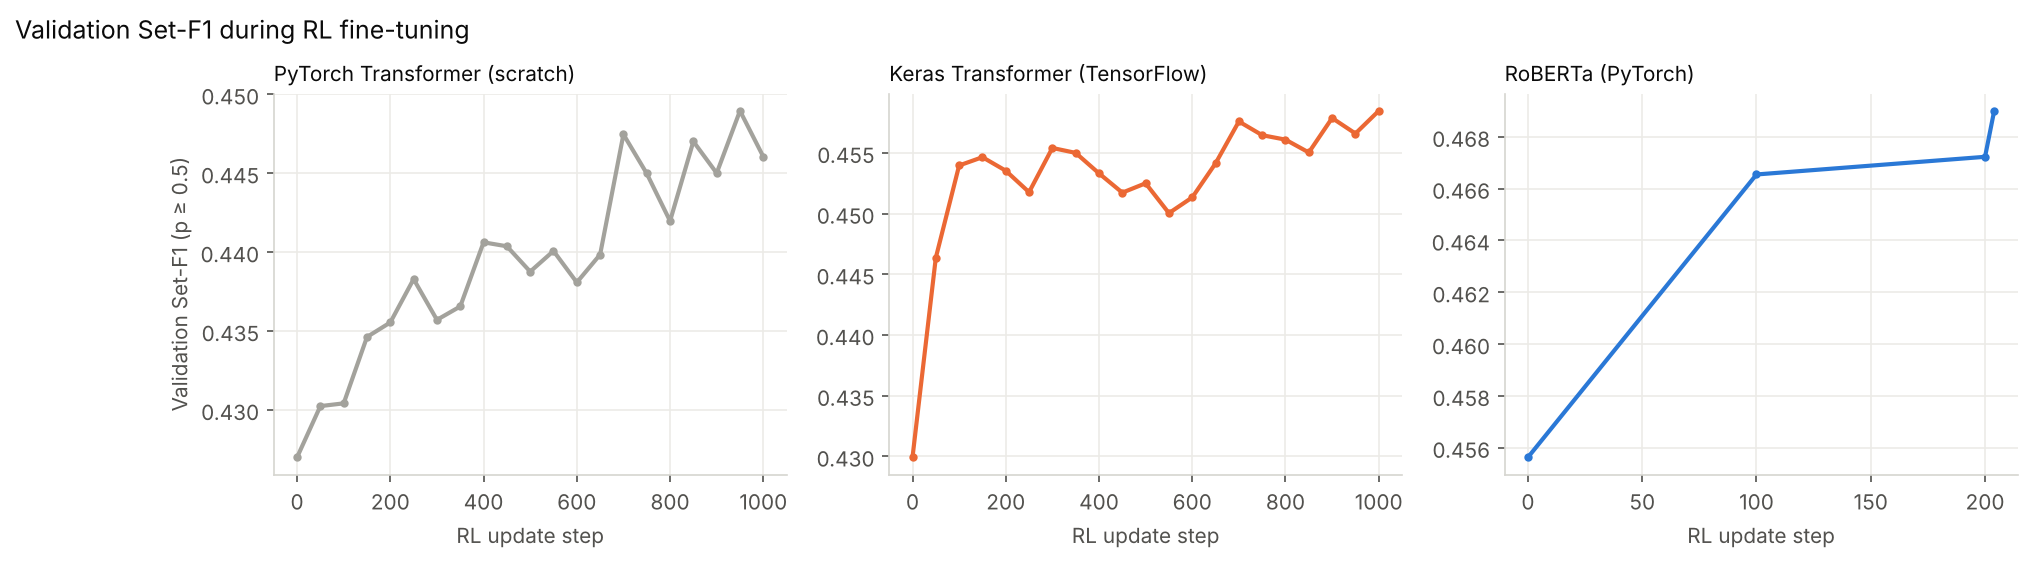 Validation Set-F1 during RL fine-tuning
PyTorch Transformer (scratch)
Validation Set-F1 (p ≥ 0.5)
0.450
0.445
0.440
0.435
0.430
0 200 400 600 800 1000
RL update step
Keras Transformer (TensorFlow)
0.455
0.450
0.445
0.440
0.435
0.430
0 200 400 600 800 1000
RL update step
RoBERTa (PyTorch)
0.468
0.466
0.464
0.462
0.460
0.458
0.456
0 50 100 150 200
RL update step